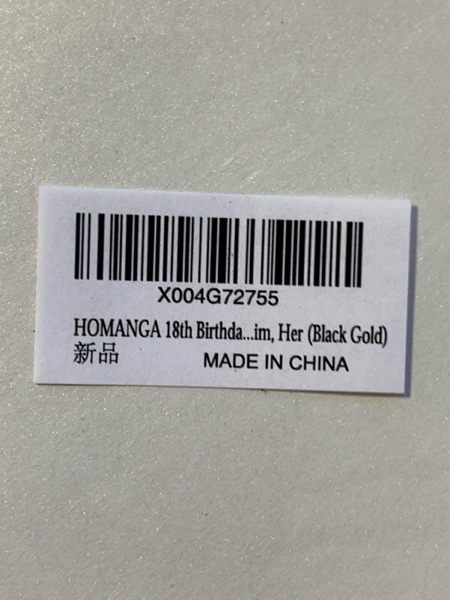 X004G72755
HOMANGA 18th Birthda...im, Her (Black Gold)
新品
MADE IN CHINA